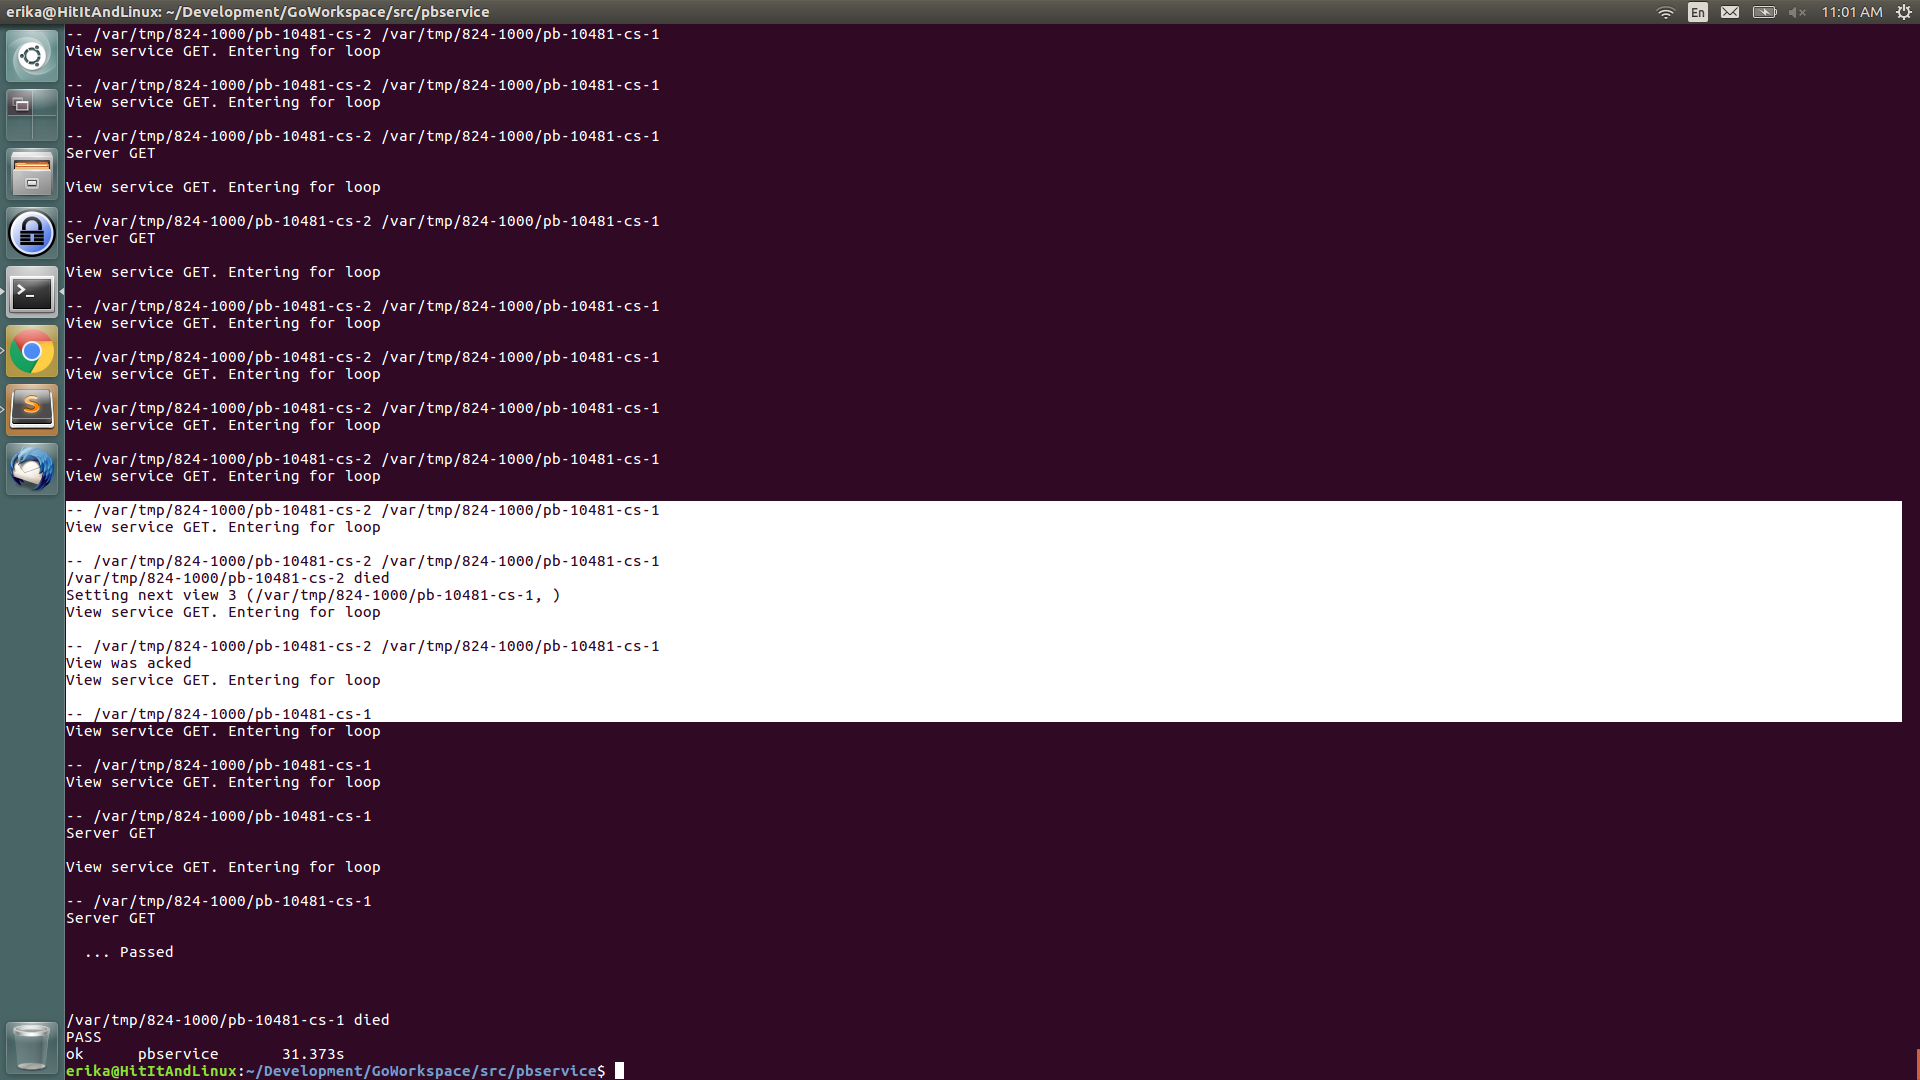 erika@HitItAndLinux: ~/Development/GoWorkspace/src/pbservice
En
11:01 AM
-- /var/tmp/824-1000/pb-10481-cs-2 /var/tmp/824-1000/pb-10481-cs-1
View service GET. Entering for loop
-- /var/tmp/824-1000/pb-10481-cs-2 /var/tmp/824-1000/pb-10481-cs-1
View service GET. Entering for loop
-- /var/tmp/824-1000/pb-10481-cs-2 /var/tmp/824-1000/pb-10481-cs-1
Server GET
View service GET. Entering for loop
-- /var/tmp/824-1000/pb-10481-cs-2 /var/tmp/824-1000/pb-10481-cs-1
Server GET
View service GET. Entering for loop
-- /var/tmp/824-1000/pb-10481-cs-2 /var/tmp/824-1000/pb-10481-cs-1
View service GET. Entering for loop
-- /var/tmp/824-1000/pb-10481-cs-2 /var/tmp/824-1000/pb-10481-cs-1
View service GET. Entering for loop
-- /var/tmp/824-1000/pb-10481-cs-2 /var/tmp/824-1000/pb-10481-cs-1
View service GET. Entering for loop
-- /var/tmp/824-1000/pb-10481-cs-2 /var/tmp/824-1000/pb-10481-cs-1
View service GET. Entering for loop
-- /var/tmp/824-1000/pb-10481-cs-2 /var/tmp/824-1000/pb-10481-cs-1
View service GET. Entering for loop
-- /var/tmp/824-1000/pb-10481-cs-2 /var/tmp/824-1000/pb-10481-cs-1
/var/tmp/824-1000/pb-10481-cs-2 died
Setting next view 3 (/var/tmp/824-1000/pb-10481-cs-1, )
View service GET. Entering for loop
-- /var/tmp/824-1000/pb-10481-cs-2 /var/tmp/824-1000/pb-10481-cs-1
View was acked
View service GET. Entering for loop
-- /var/tmp/824-1000/pb-10481-cs-1
View service GET. Entering for loop
-- /var/tmp/824-1000/pb-10481-cs-1
View service GET. Entering for loop
-- /var/tmp/824-1000/pb-10481-cs-1
Server GET
View service GET. Entering for loop
-- /var/tmp/824-1000/pb-10481-cs-1
Server GET
... Passed
/var/tmp/824-1000/pb-10481-cs-1 died
PASS
ok pbservice 31.373s
erika@HitItAndLinux:~/Development/GoWorkspace/src/pbservice$